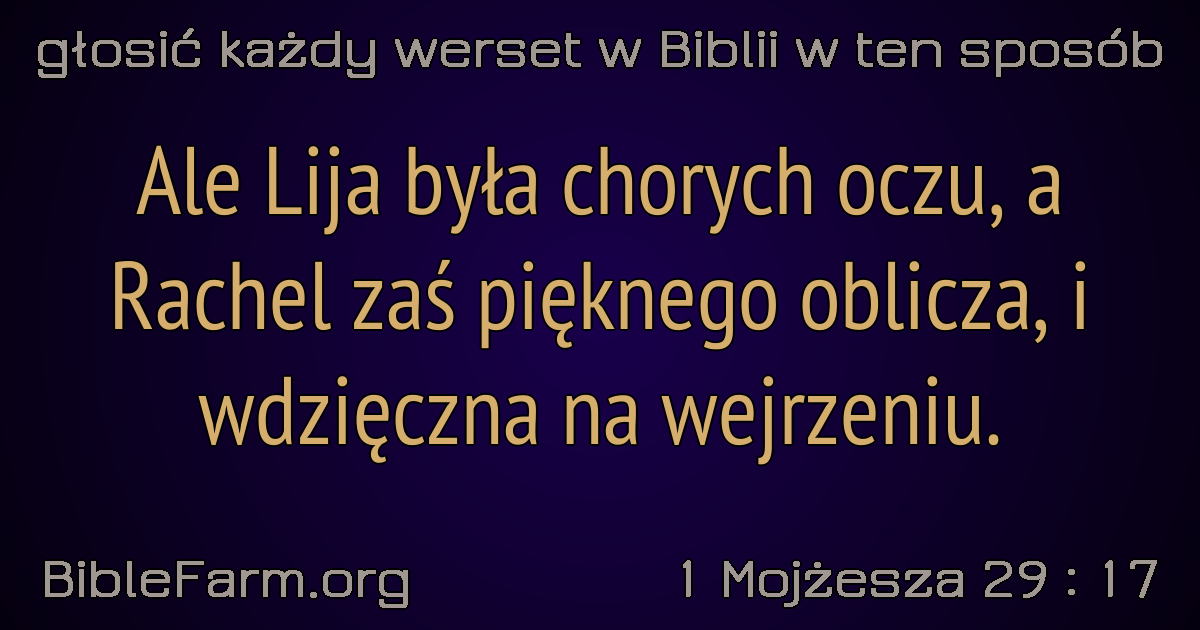 głosić każdy werset w Biblii w ten sposób
Ale Lija była chorych oczu, a
Rachel zaś pięknego oblicza, i
wdzięczna na wejrzeniu.
BibleFarm.org
1 Mojżesza 29 : 17